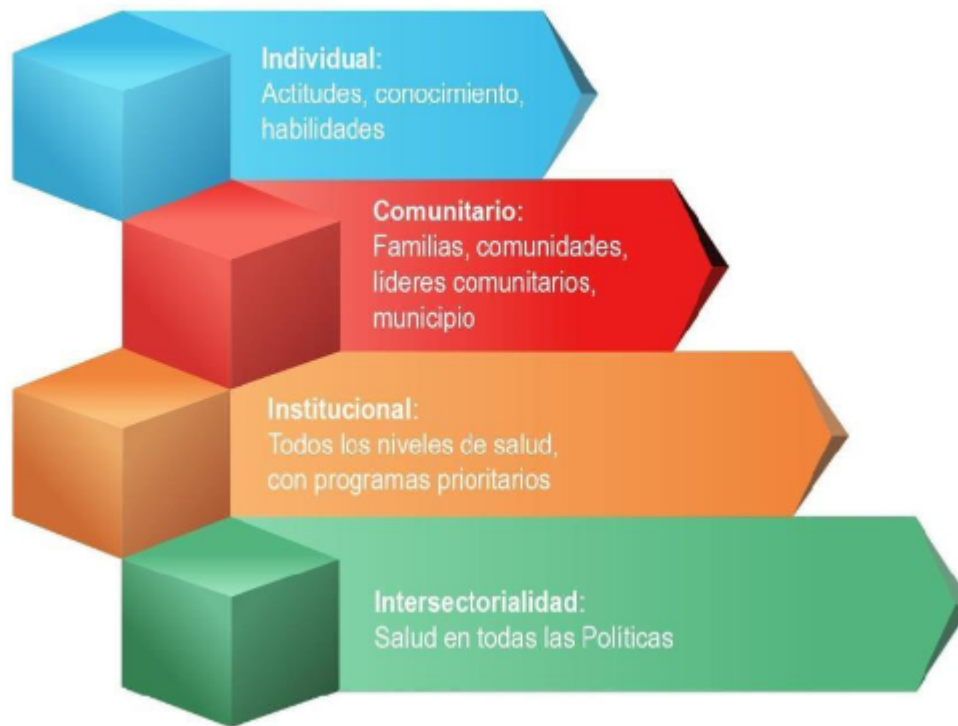 Individual:
Actitudes, conocimiento,
habilidades
Comunitario:
Familias, comunidades,
lideres comunitarios,
municipio
Institucional:
Todos los niveles de salud,
con programas prioritarios
Intersectorialidad:
Salud en todas las Políticas